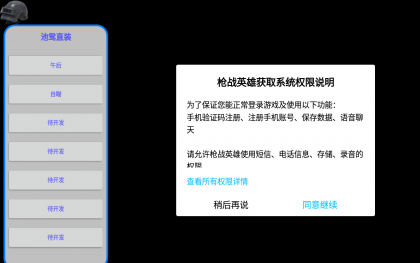 池鸳直装
午后
自瞄
待开发
待开发
待开发
待开发
待开发
枪战英雄获取系统权限说明
为了保证您能正常登录游戏及使用以下功能：
手机验证码注册、注册手机账号、保存数据、语音聊
天
请允许枪战英雄使用短信、电话信息、存储、录音的
权限
查看所有权限详情
稍后再说
同意继续